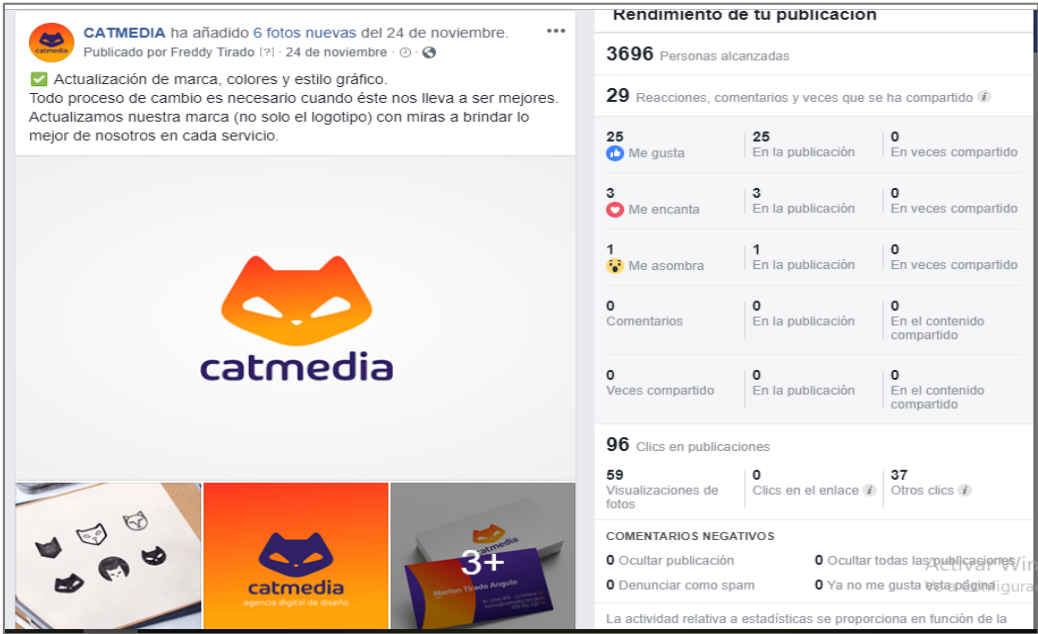 CATMEDIA ha añadido 6 fotos nuevas del 24 de noviembre.
Publicado por Freddy Tirado [?] · 24 de noviembre ·
Actualización de marca, colores y estilo gráfico.
Todo proceso de cambio es necesario cuando éste nos lleva a ser mejores.
Actualizamos nuestra marca (no solo el logotipo) con miras a brindar lo
mejor de nosotros en cada servicio.
catmedia
catmedia
catmedia
agencia digital de diseño
catmedia
3+
Marlon Tirado Angulo
Rendimiento de tu publicación
3696 Personas alcanzadas
29 Reacciones, comentarios y veces que se ha compartido
25 25 0
Me gusta En la publicación En veces compartido
3 3 0
Me encanta En la publicación En veces compartido
1 1 0
Me asombra En la publicación En veces compartido
0 0 0
Comentarios En la publicación En el contenido
compartido
0 0 0
Veces compartido En la publicación En el contenido
compartido
96 Clics en publicaciones
59 0 37
Visualizaciones de Clics en el enlace Otros clics
fotos
COMENTARIOS NEGATIVOS
0 Ocultar publicación 0 Ocultar todas las publicaciones
0 Denunciar como spam 0 Ya no me gusta esta página
Activar Win
La actividad relativa a estadísticas se proporciona en función de la